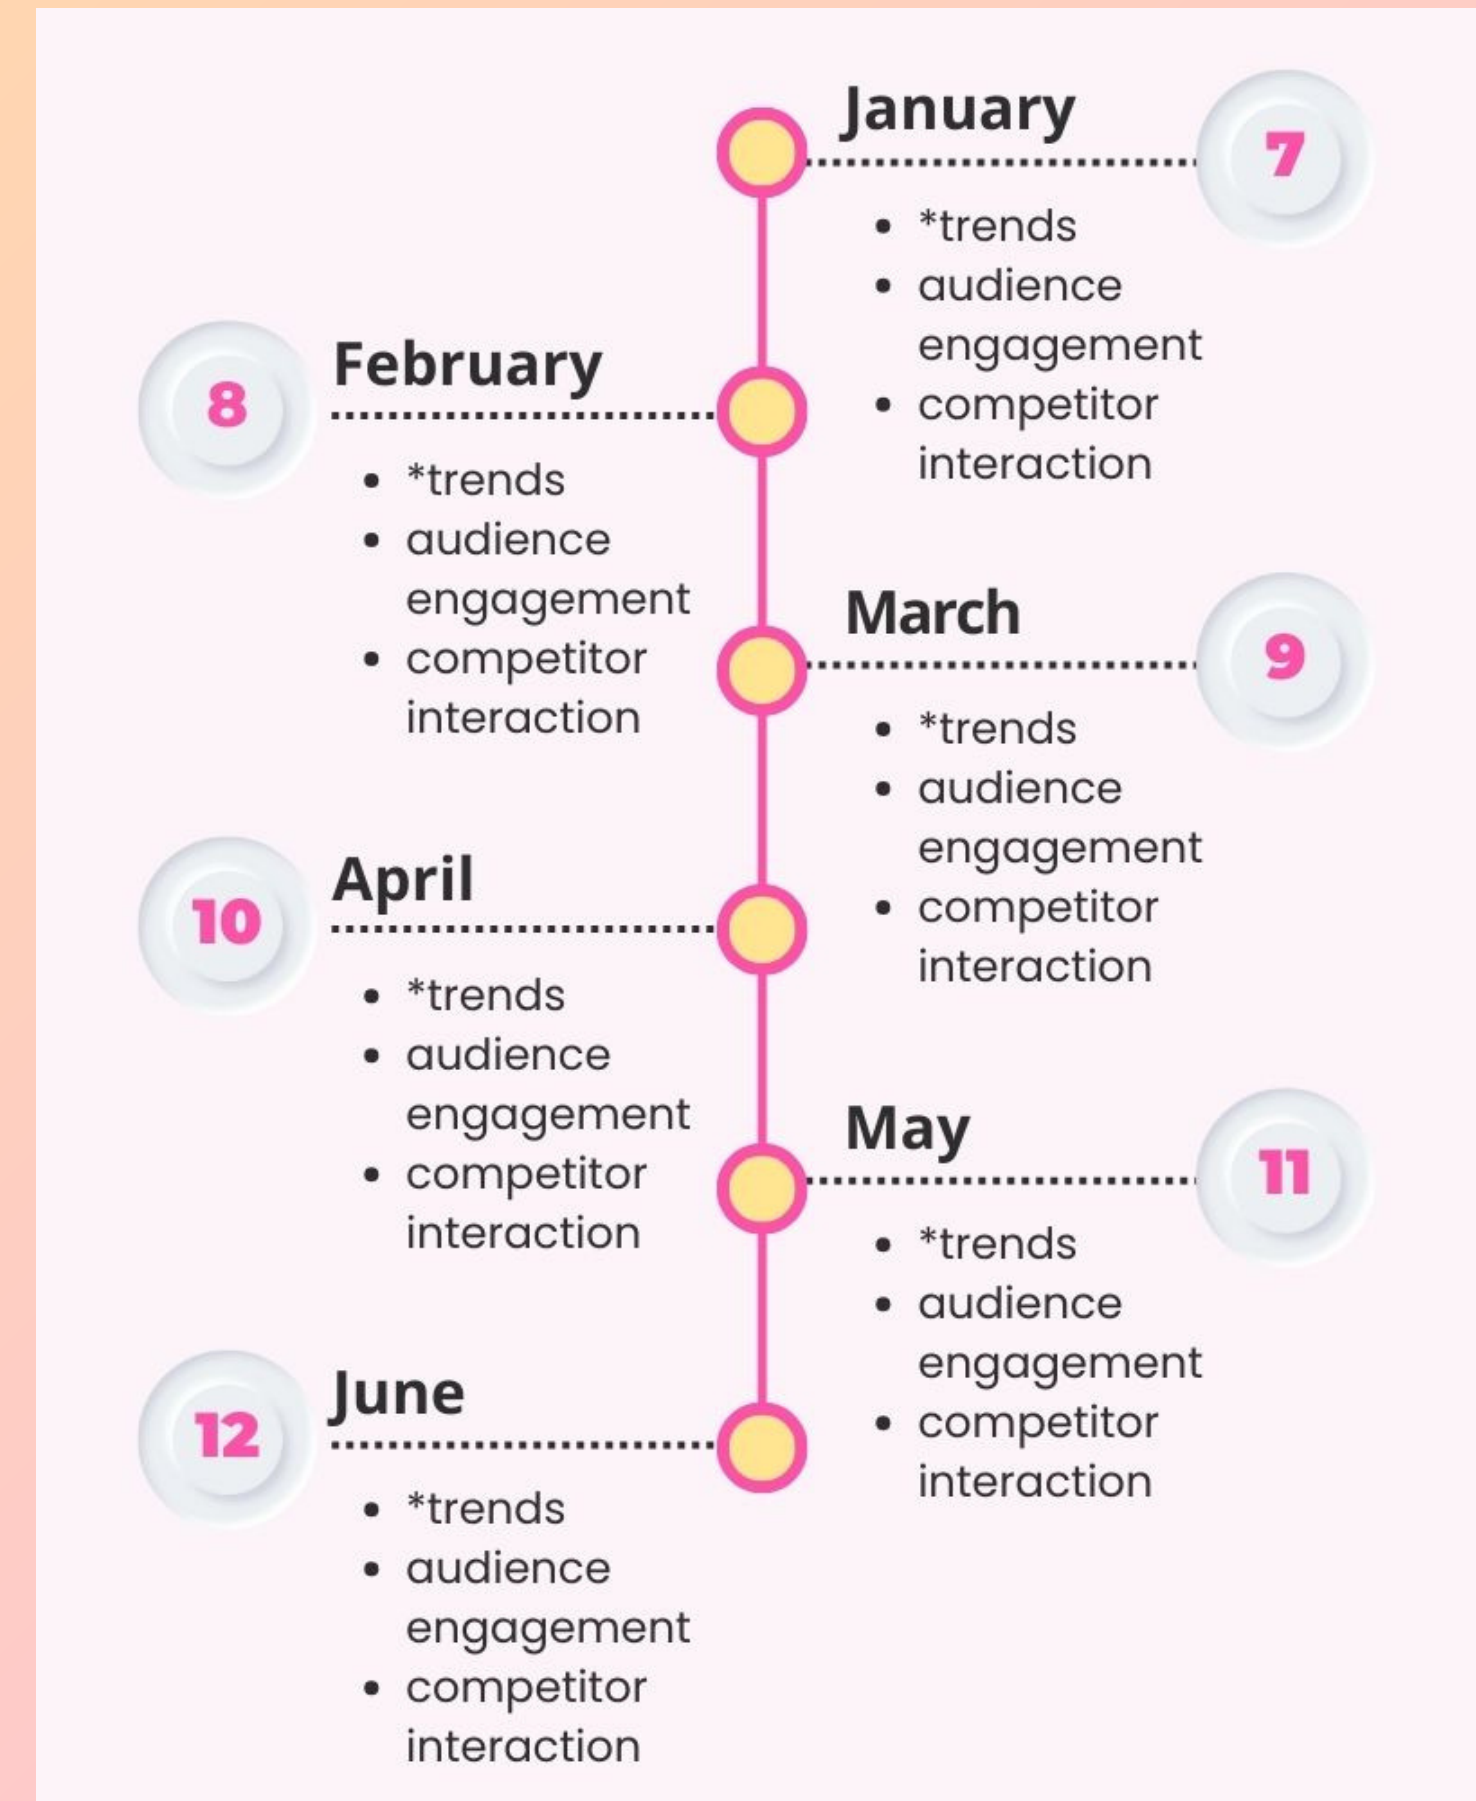 January
7
• *trends
• audience
engagement
• competitor
interaction
February
8
• *trends
• audience
engagement
• competitor
interaction
March
9
• *trends
• audience
engagement
• competitor
interaction
April
10
• *trends
• audience
engagement
• competitor
interaction
May
11
• *trends
• audience
engagement
• competitor
interaction
June
12
• *trends
• audience
engagement
• competitor
interaction